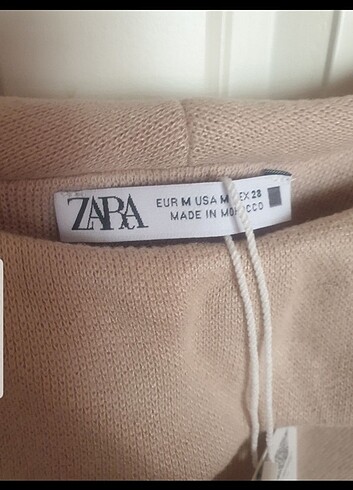 ZARA
EUR M USA M MEX 28
MADE IN MOROCCO